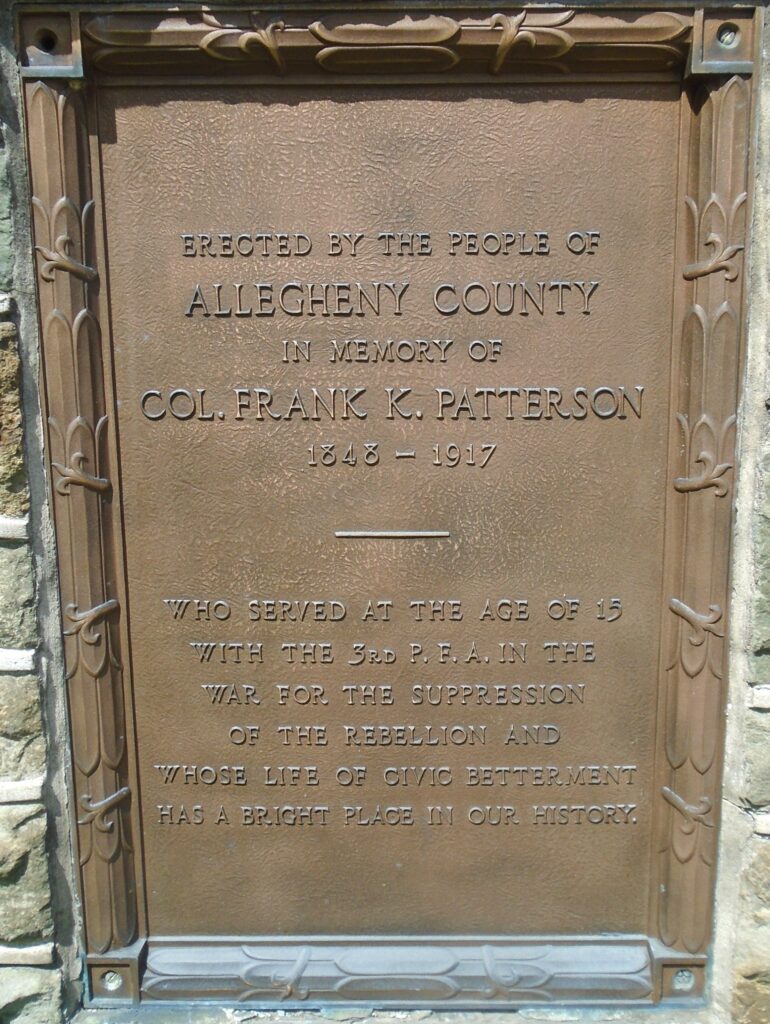 ERECTED BY THE PEOPLE OF
ALLEGHENY COUNTY
IN MEMORY OF
COL. FRANK K. PATTERSON
1848 – 1917
WHO SERVED AT THE AGE OF 15
WITH THE 3RD P. F. A. IN THE
WAR FOR THE SUPPRESSION
OF THE REBELLION AND
WHOSE LIFE OF CIVIC BETTERMENT
HAS A BRIGHT PLACE IN OUR HISTORY.